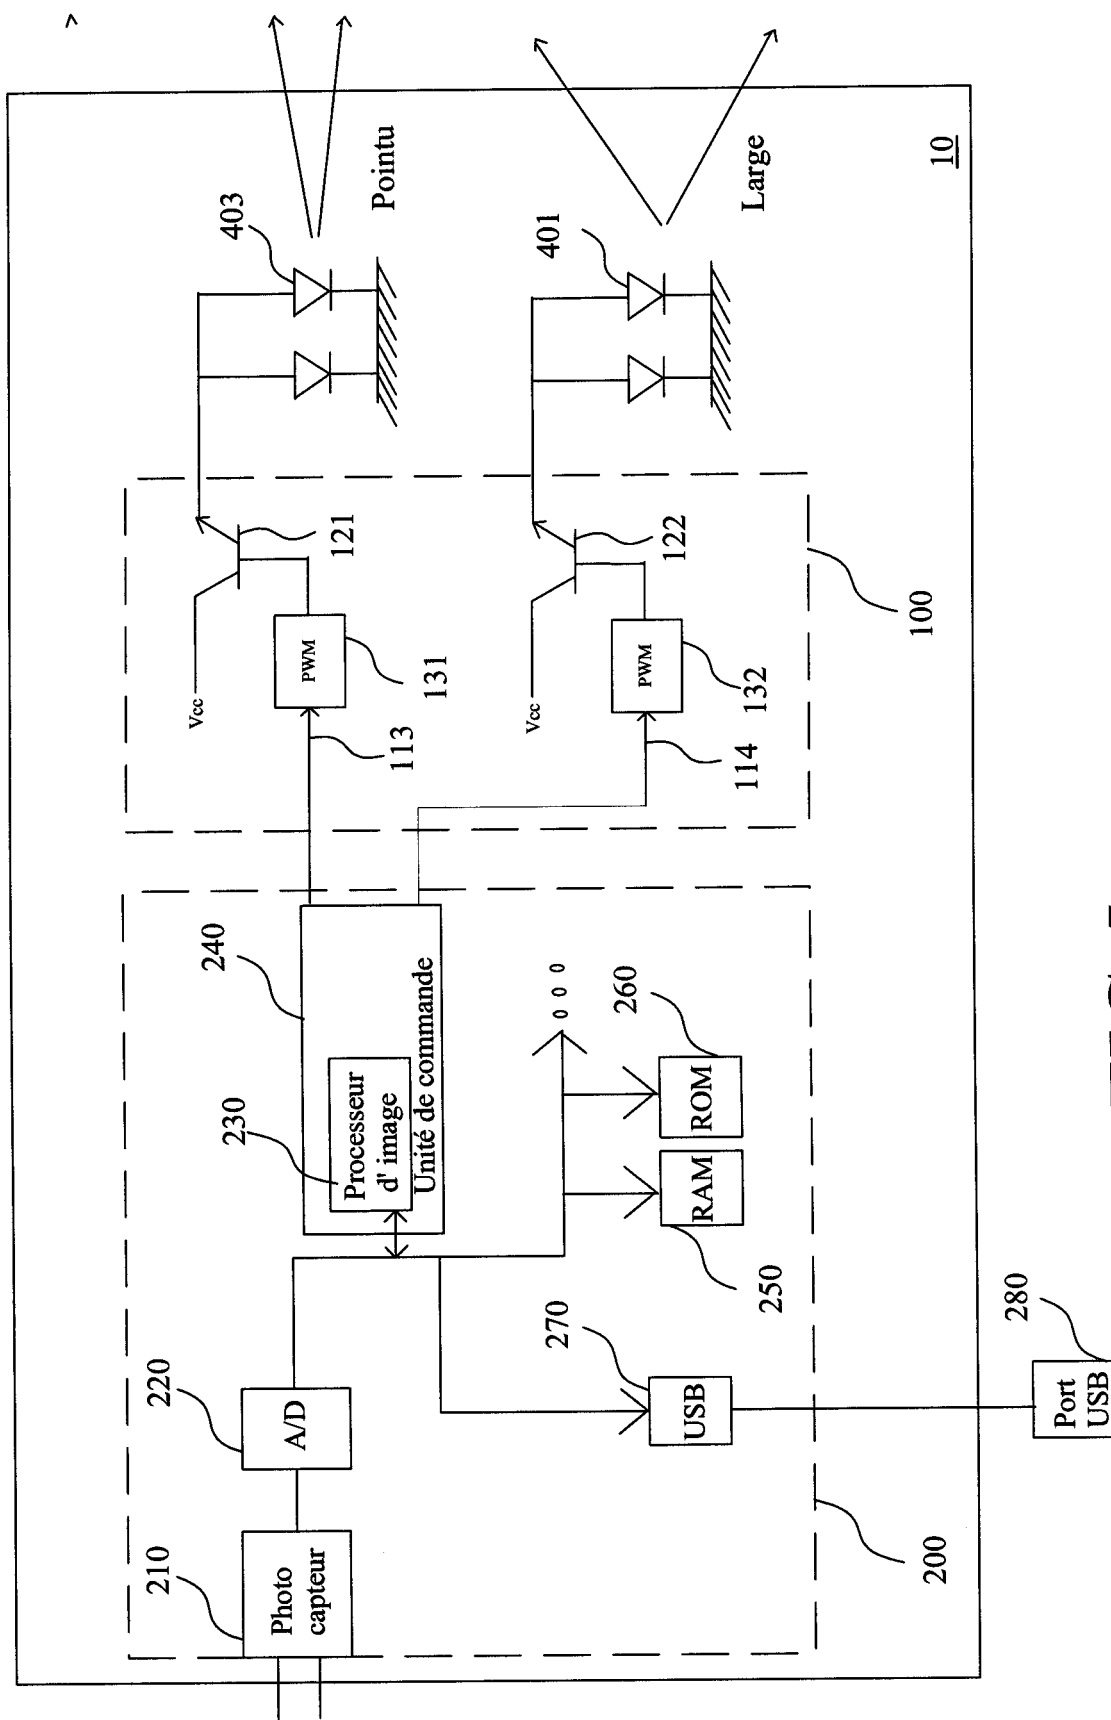 210
Photo
capteur
220
A/D
230
Processeur
d' image
Unité de commande
240
270
USB
250
RAM
260
ROM
200
280
Port
USB
113
Vcc
PWM
131
121
114
Vcc
PWM
132
122
100
403
Pointu
401
Large
10